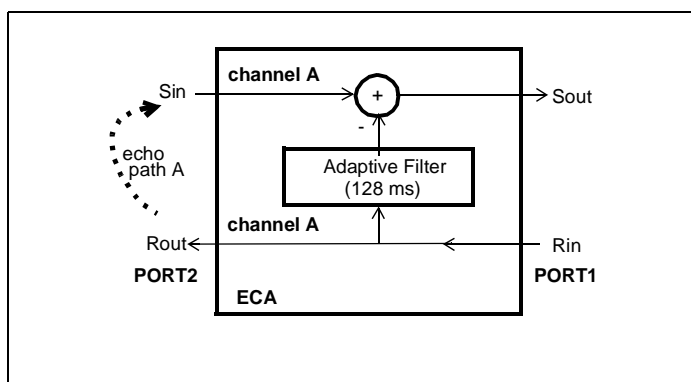 channel A
Sin
+
Sout
-
echo
path A
Adaptive Filter
(128 ms)
channel A
Rout
Rin
PORT2
PORT1
ECA